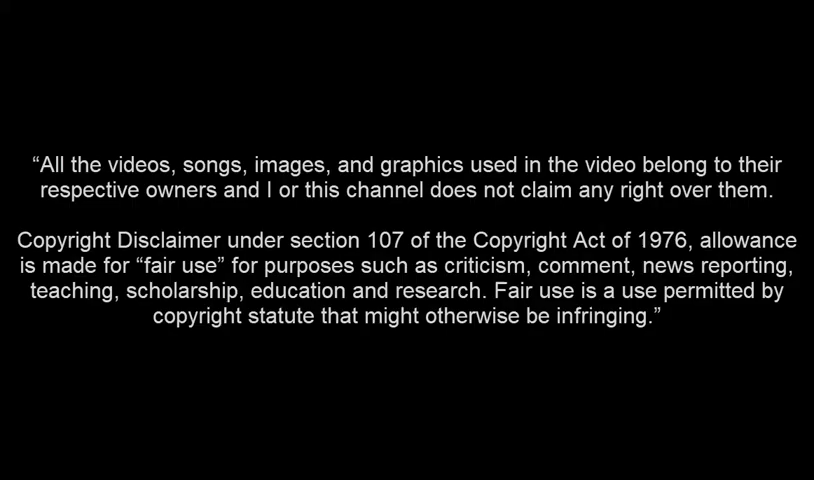 “All the videos, songs, images, and graphics used in the video belong to their
respective owners and I or this channel does not claim any right over them.
Copyright Disclaimer under section 107 of the Copyright Act of 1976, allowance
is made for “fair use” for purposes such as criticism, comment, news reporting,
teaching, scholarship, education and research. Fair use is a use permitted by
copyright statute that might otherwise be infringing.”